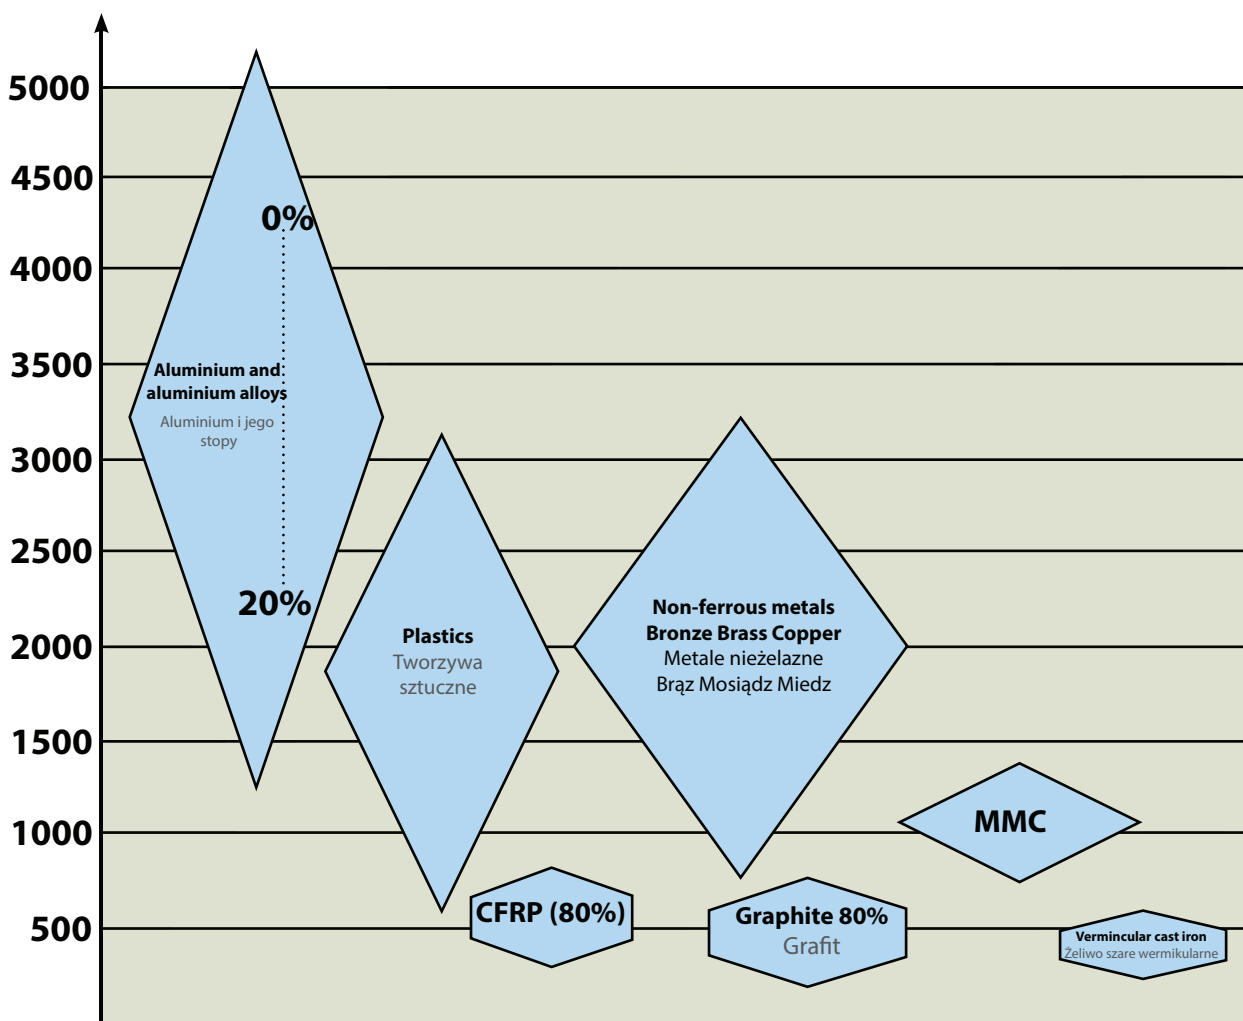 5000
4500
4000
3500
3000
2500
2000
1500
1000
500
0%
Aluminium and
aluminium alloys
Aluminium i jego
stopy
20%
Plastics
Tworzywa
sztuczne
Non-ferrous metals
Bronze Brass Copper
Metale nieżelazne
Brąz Mosiądz Miedz
MMC
CFRP (80%)
Graphite 80%
Grafit
Vermincular cast iron
Żeliwo szare wermikularne